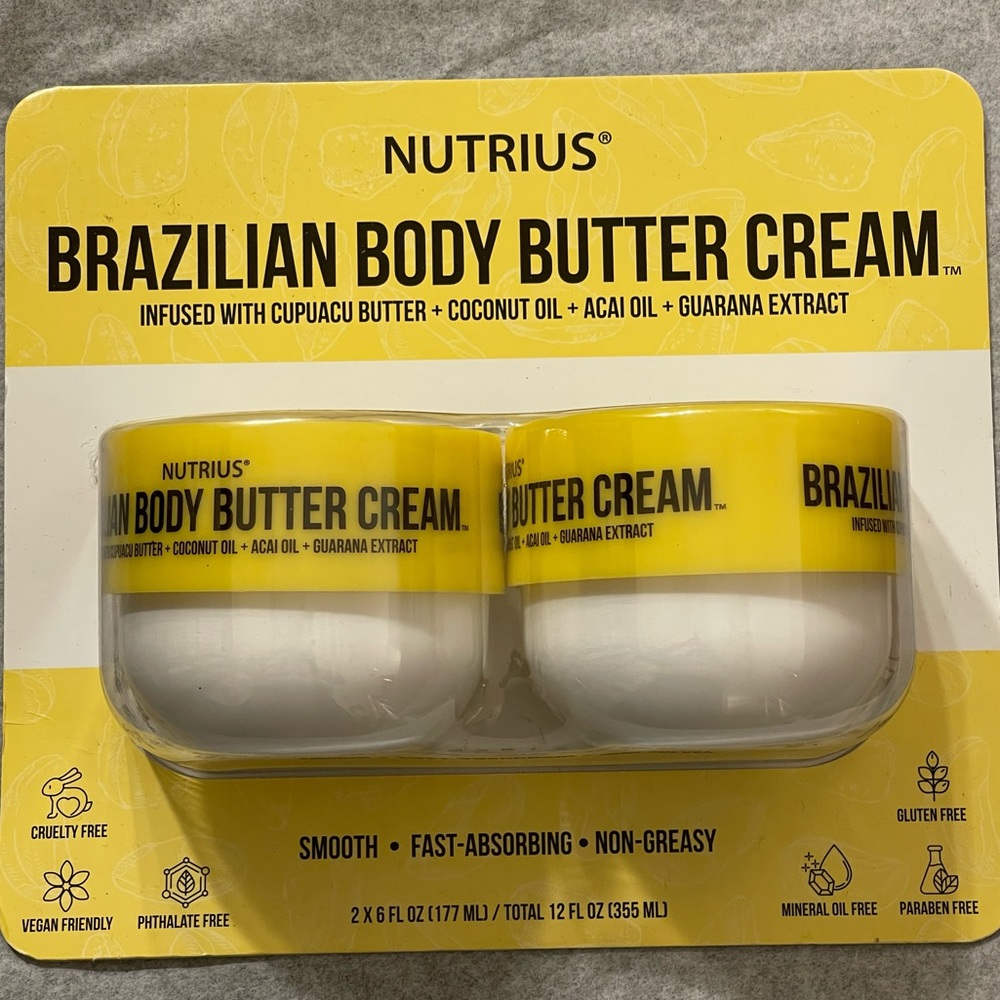 NUTRIUS®
BRAZILIAN BODY BUTTER CREAM™
INFUSED WITH CUPUACU BUTTER + COCONUT OIL + ACAI OIL + GUARANA EXTRACT
NUTRIUS®
BODY BUTTER CREAM™
CUPUACU BUTTER + COCONUT OIL + ACAI OIL + GUARANA EXTRACT
BUTTER CREAM™
OIL + ACAI OIL + GUARANA EXTRACT
INFUSED WITH
CRUELTY FREE
VEGAN FRIENDLY
PHTHALATE FREE
SMOOTH • FAST-ABSORBING • NON-GREASY
2 X 6 FL OZ (177 ML) / TOTAL 12 FL OZ (355 ML)
GLUTEN FREE
MINERAL OIL FREE
PARABEN FREE